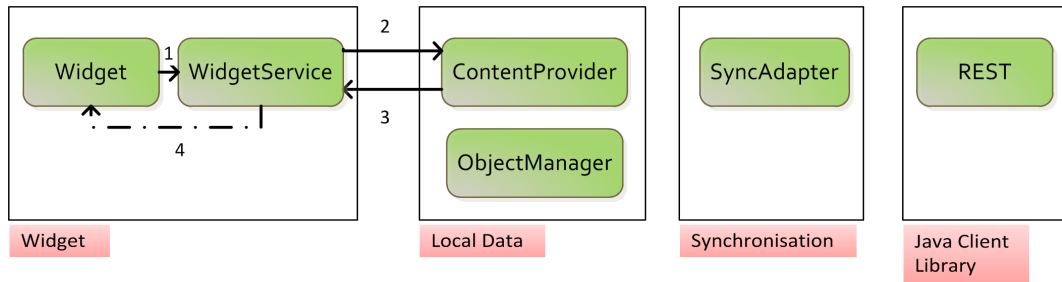 2
1
Widget
WidgetService
ContentProvider
SyncAdapter
REST
3
4
ObjectManager
Widget
Local Data
Synchronisation
Java Client
Library